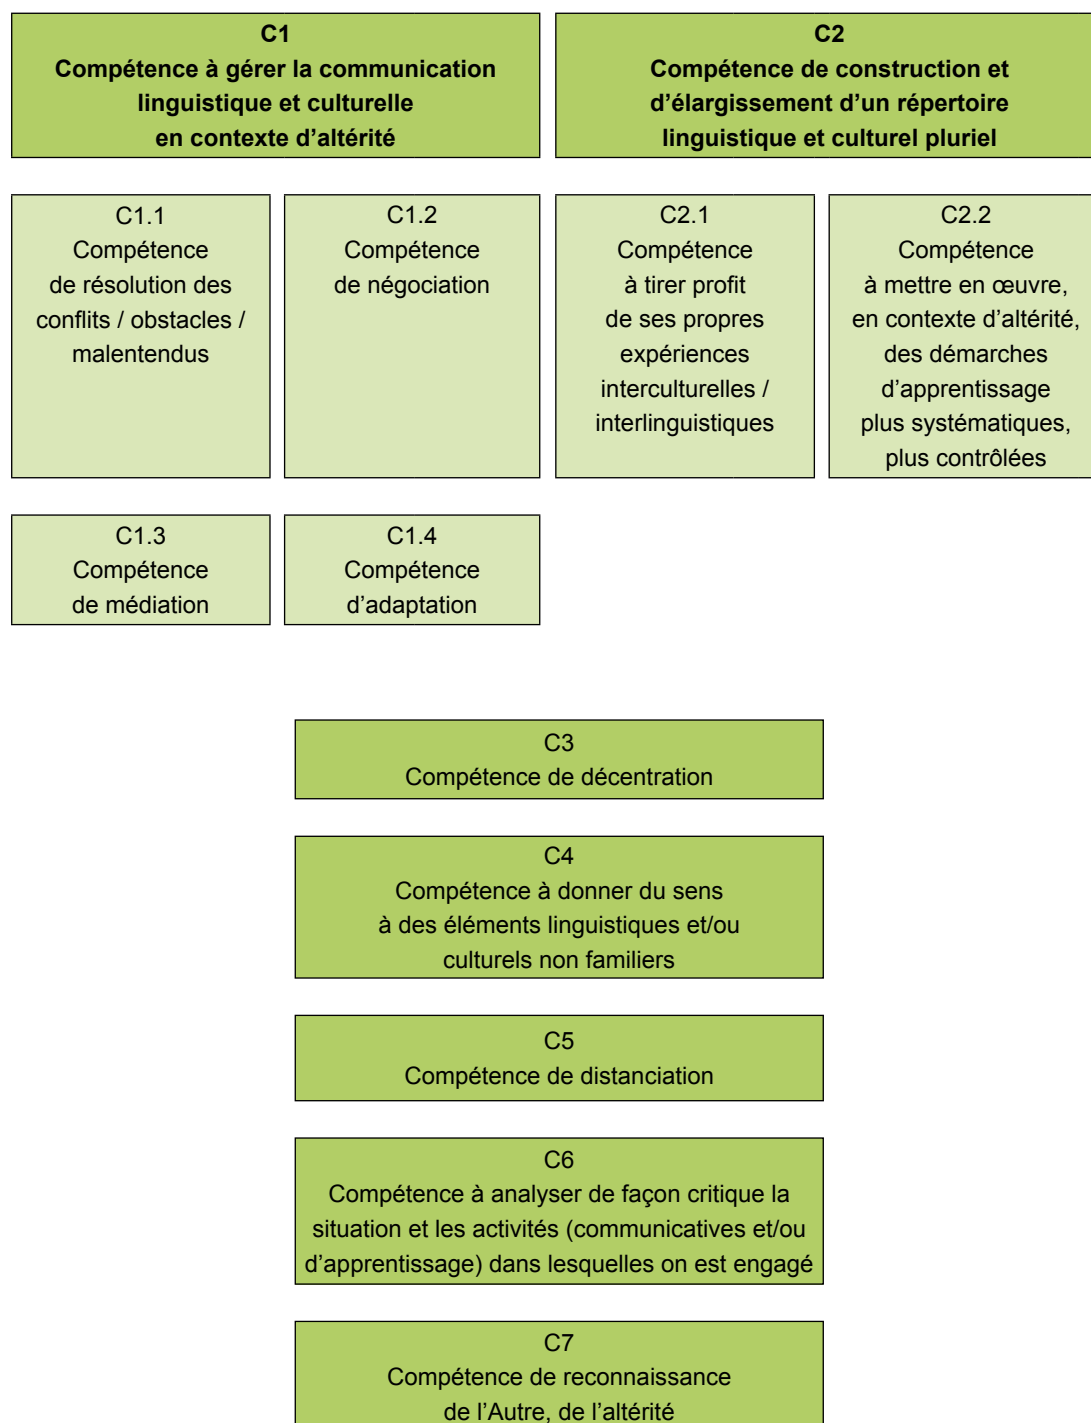 C1
Compétence à gérer la communication
linguistique et culturelle
en contexte d’altérité
C2
Compétence de construction et
d’élargissement d’un répertoire
linguistique et culturel pluriel
C1.1
Compétence
de résolution des
conflits / obstacles /
malentendus
C1.2
Compétence
de négociation
C2.1
Compétence
à tirer profit
de ses propres
expériences
interculturelles /
interlinguistiques
C2.2
Compétence
à mettre en œuvre,
en contexte d’altérité,
des démarches
d’apprentissage
plus systématiques,
plus contrôlées
C1.3
Compétence
de médiation
C1.4
Compétence
d’adaptation
C3
Compétence de décentration
C4
Compétence à donner du sens
à des éléments linguistiques et/ou
culturels non familiers
C5
Compétence de distanciation
C6
Compétence à analyser de façon critique la
situation et les activités (communicatives et/ou
d’apprentissage) dans lesquelles on est engagé
C7
Compétence de reconnaissance
de l’Autre, de l’altérité